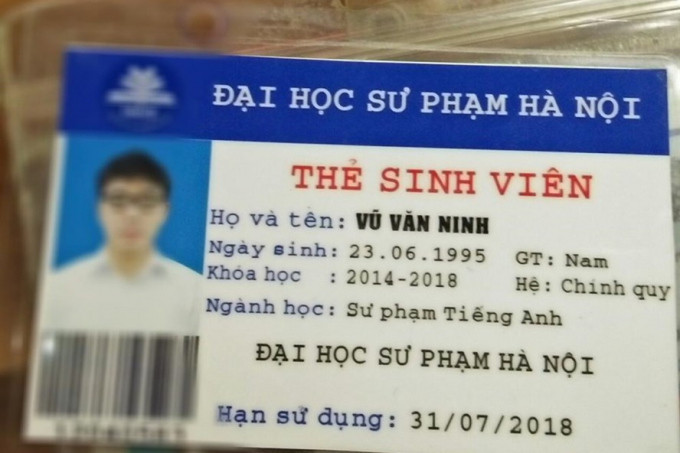 ĐẠI HỌC SƯ PHẠM HÀ NỘI
THẺ SINH VIÊN
Họ và tên: VŨ VĂN NINH
Ngày sinh: 23.06.1995 GT: Nam
Khóa học : 2014-2018 Hệ: Chính quy
Ngành học: Sư phạm Tiếng Anh
ĐẠI HỌC SƯ PHẠM HÀ NỘI
Hạn sử dụng: 31/07/2018